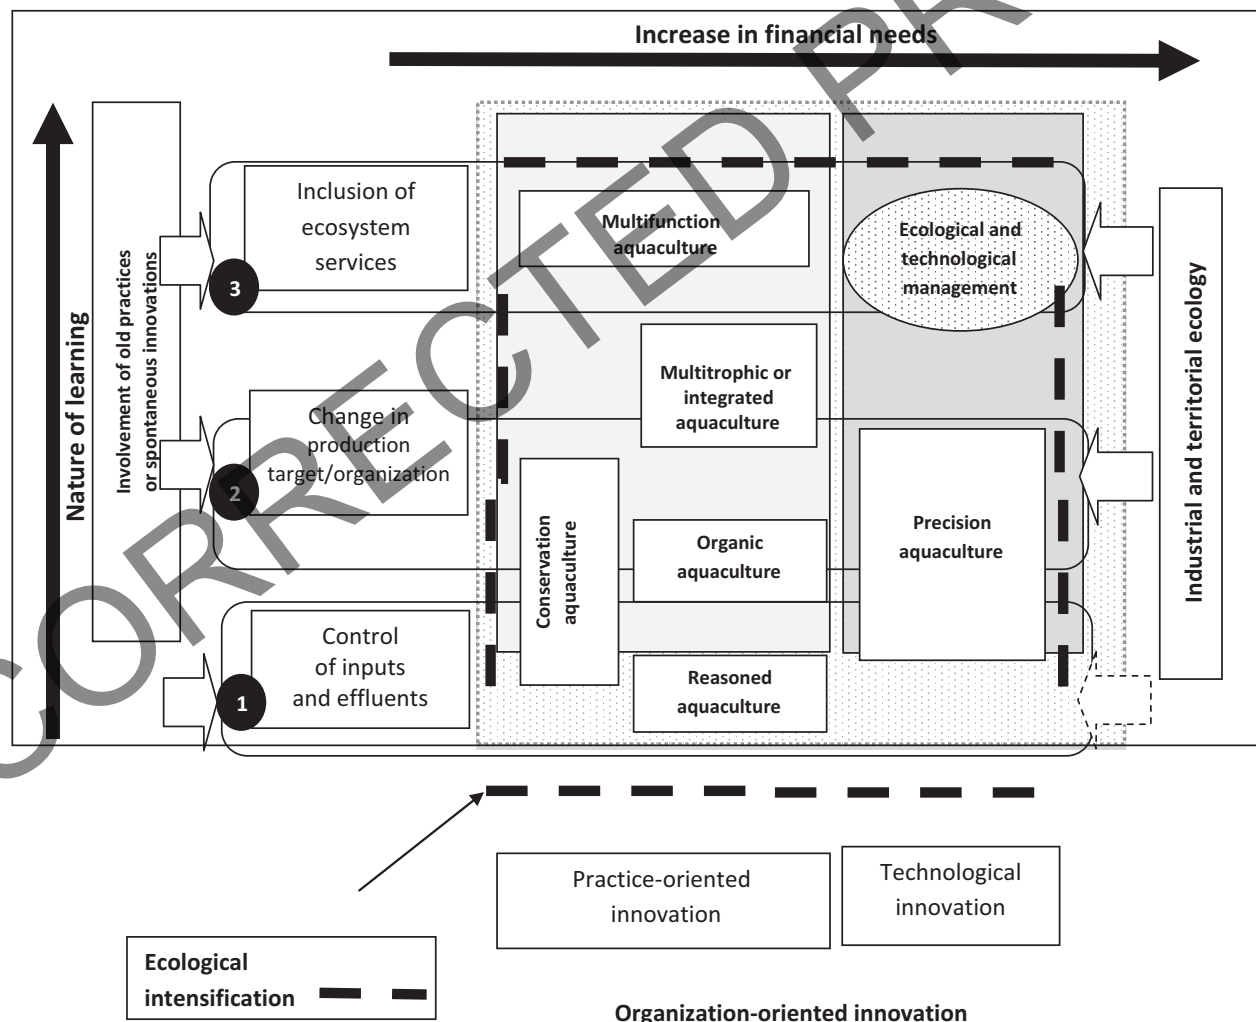 Increase in financial needs
Nature of learning
Involvement of old practices
or spontaneous innovations
Inclusion of
ecosystem
services
3
Multifunction
aquaculture
Ecological and
technological
management
Industrial and territorial ecology
Change in
production
target/organization
2
Multitrophic or
integrated
aquaculture
Conservation
aquaculture
Organic
aquaculture
Precision
aquaculture
Control
of inputs
and effluents
1
Reasoned
aquaculture
Practice-oriented
innovation
Technological
innovation
Ecological
intensification
Organization-oriented innovation
CORRECTED PR